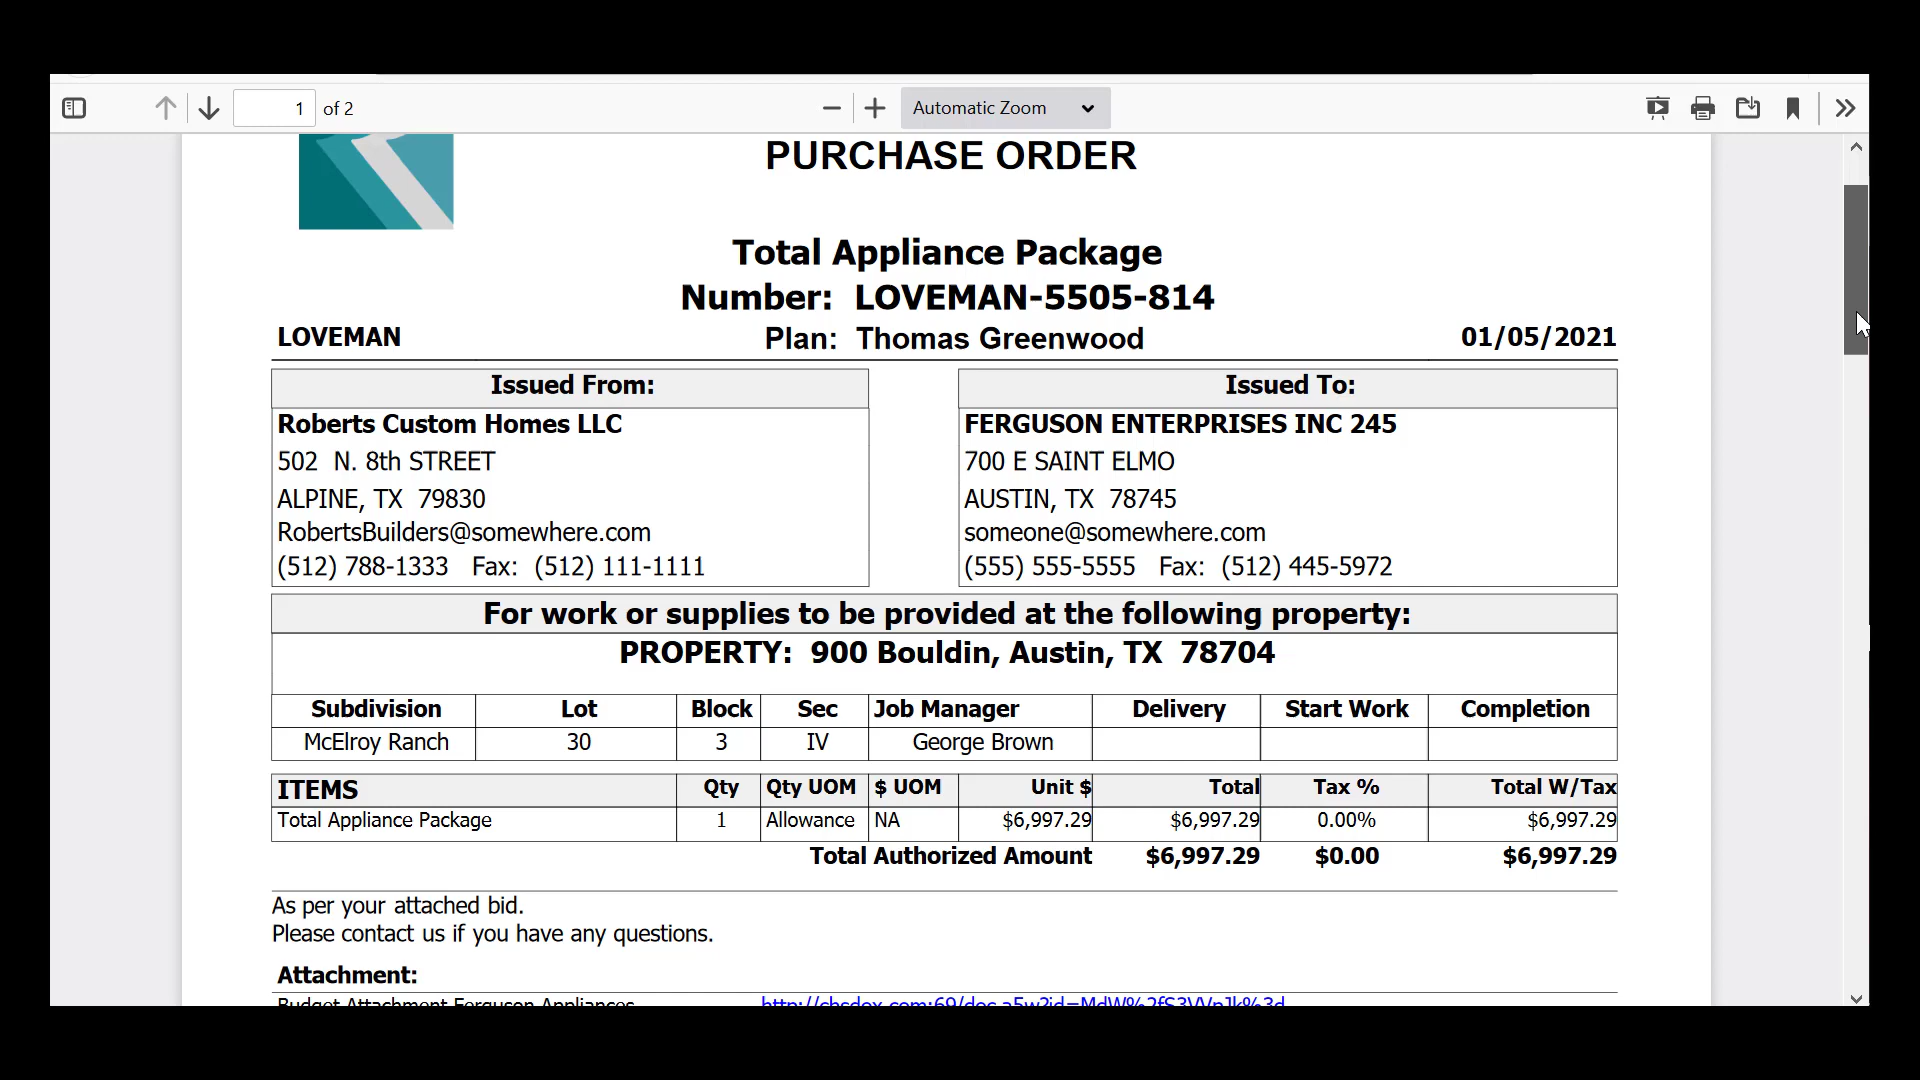 1 of 2 Automatic Zoom
PURCHASE ORDER
Total Appliance Package
Number: LOVEMAN-5505-814
LOVEMAN Plan: Thomas Greenwood 01/05/2021
Issued From: Issued To:
Roberts Custom Homes LLC FERGUSON ENTERPRISES INC 245
502 N. 8th STREET 700 E SAINT ELMO
ALPINE, TX 79830 AUSTIN, TX 78745
RobertsBuilders@somewhere.com someone@somewhere.com
(512) 788-1333 Fax: (512) 111-1111 (555) 555-5555 Fax: (512) 445-5972
For work or supplies to be provided at the following property:
PROPERTY: 900 Bouldin, Austin, TX 78704
Subdivision Lot Block Sec Job Manager Delivery Start Work Completion
McElroy Ranch 30 3 IV George Brown
ITEMS Qty Qty UOM $ UOM Unit $ Total Tax % Total W/Tax
Total Appliance Package 1 Allowance NA $6,997.29 $6,997.29 0.00% $6,997.29
Total Authorized Amount $6,997.29 $0.00 $6,997.29
As per your attached bid.
Please contact us if you have any questions.
Attachment:
Budget Attachment Ferguson Appliances